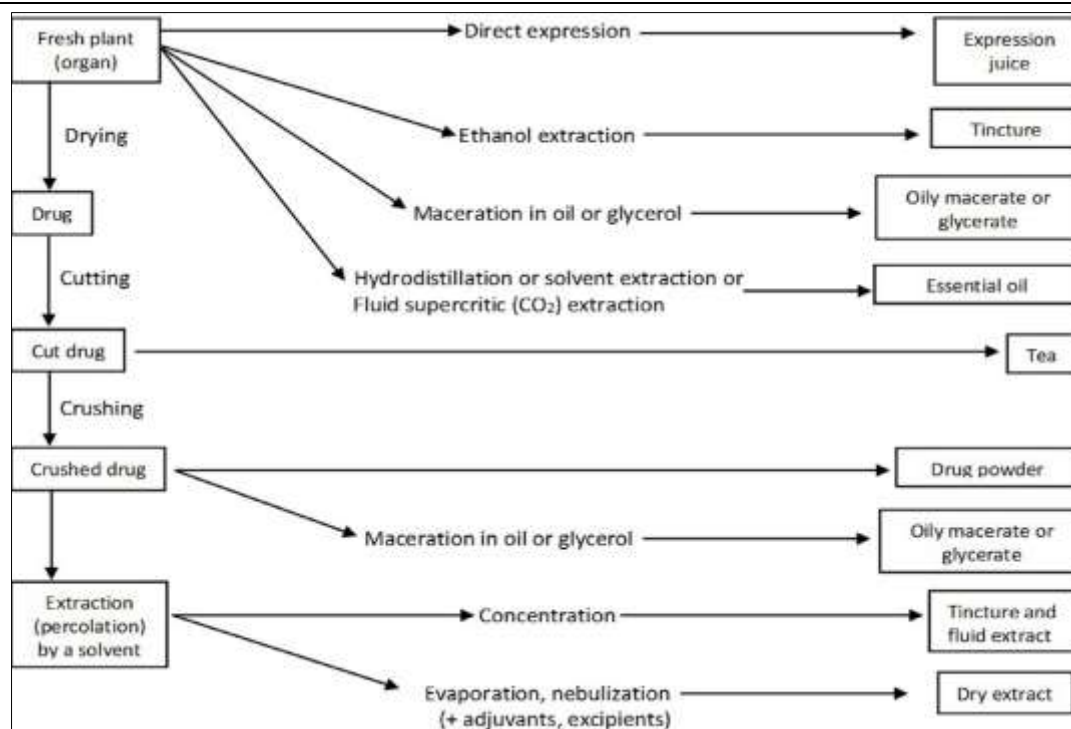 Fresh plant
(organ)
Direct expression
Expression
juice
Drying
Ethanol extraction
Tincture
Drug
Maceration in oil or glycerol
Oily macerate or
glycerate
Cutting
Hydrodistillation or solvent extraction or
Fluid supercritic (CO₂) extraction
Essential oil
Cut drug
Tea
Crushing
Crushed drug
Drug powder
Maceration in oil or glycerol
Oily macerate or
glycerate
Extraction
(percolation)
by a solvent
Concentration
Tincture and
fluid extract
Evaporation, nebulization
(+ adjuvants, excipients)
Dry extract